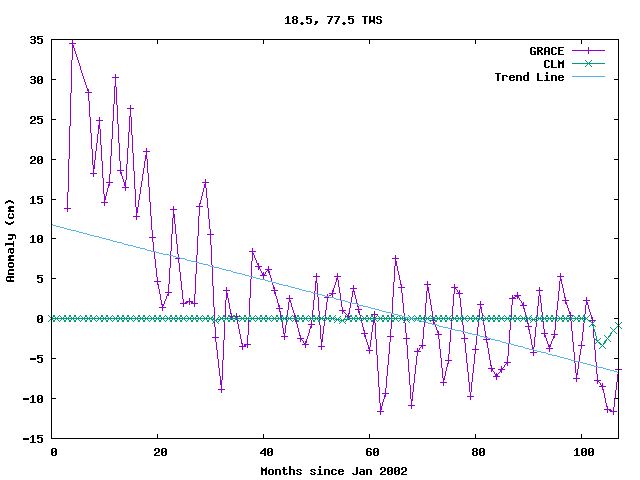 18.5, 77.5 TWS
GRACE
CLM
Trend Line
Anomaly (cm)
35
30
25
20
15
10
5
0
-5
-10
-15
0 20 40 60 80 100
Months since Jan 2002